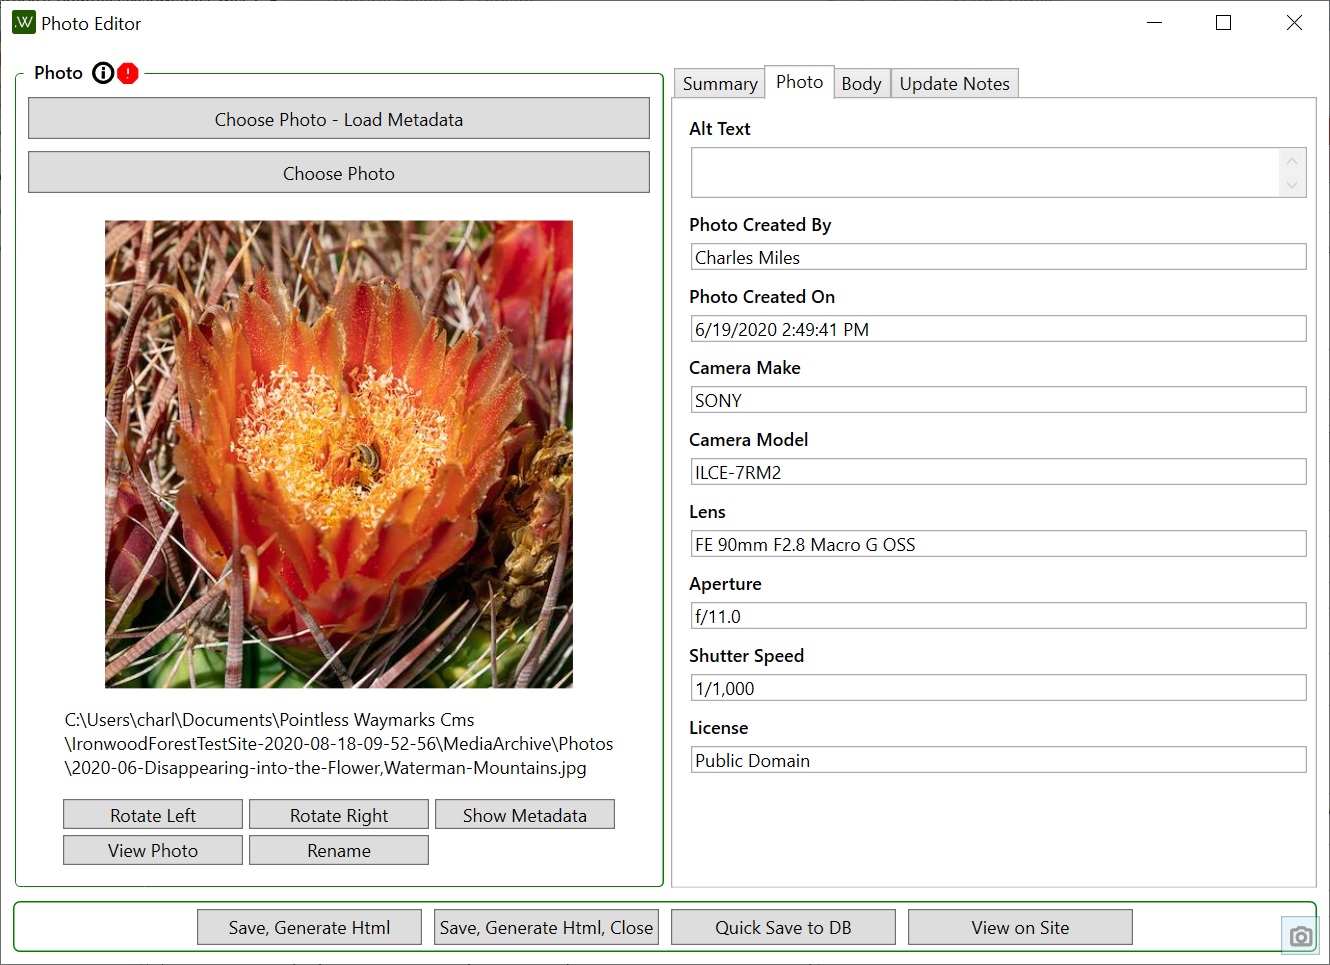 .W Photo Editor
Photo
Choose Photo - Load Metadata
Choose Photo
C:\Users\charl\Documents\Pointless Waymarks Cms
\IronwoodForestTestSite-2020-08-18-09-52-56\MediaArchive\Photos
\2020-06-Disappearing-into-the-Flower,Waterman-Mountains.jpg
Rotate Left Rotate Right Show Metadata
View Photo Rename
Summary Photo Body Update Notes
Alt Text
Photo Created By
Charles Miles
Photo Created On
6/19/2020 2:49:41 PM
Camera Make
SONY
Camera Model
ILCE-7RM2
Lens
FE 90mm F2.8 Macro G OSS
Aperture
f/11.0
Shutter Speed
1/1,000
License
Public Domain
Save, Generate Html Save, Generate Html, Close Quick Save to DB View on Site